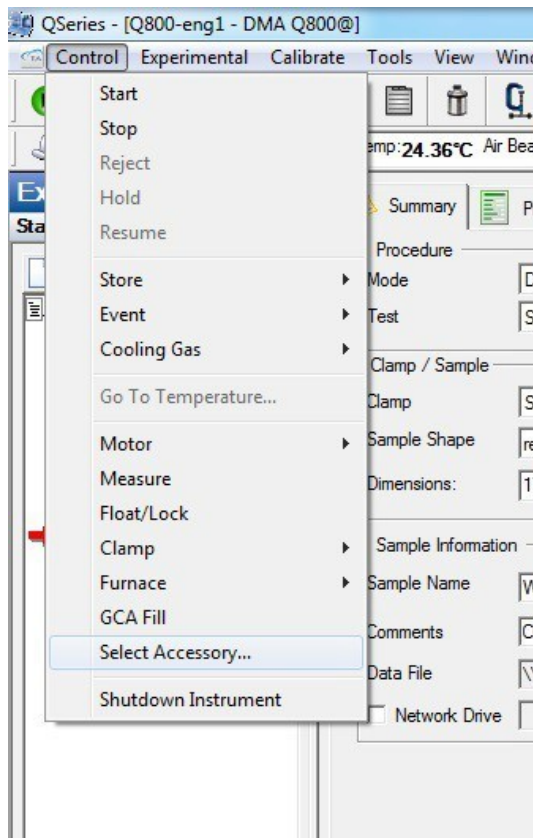 QSeries - [Q800-eng1 - DMA Q800@]
Control Experimental Calibrate Tools View
Start
Stop
Reject
Hold
Resume
Store
Event
Cooling Gas
Go To Temperature...
Motor
Measure
Float/Lock
Clamp
Furnace
GCA Fill
Select Accessory...
Shutdown Instrument
24.36°C Air
Summary
Procedure
Mode
Test
Clamp / Sample
Clamp
Sample Shape
Dimensions:
Sample Information
Sample Name
Comments
Data File
Network Drive